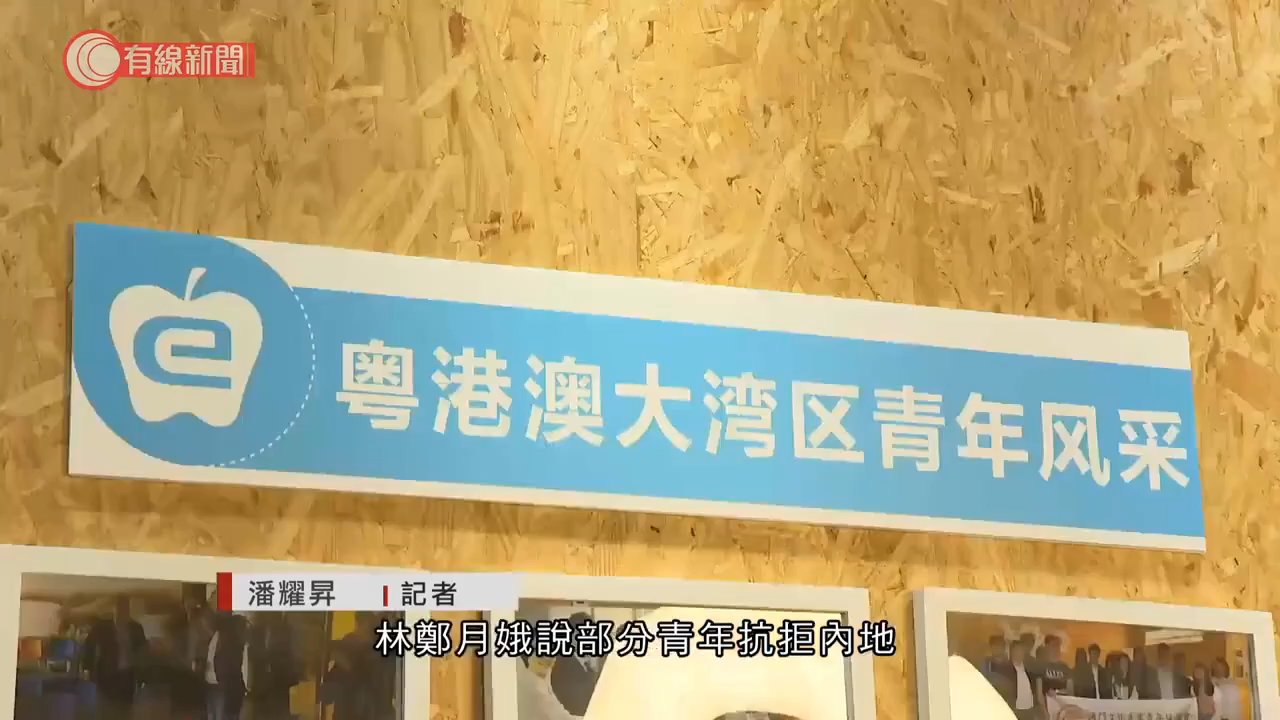 有線新聞
e
粤港澳大湾区青年风采
潘耀昇 記者
林鄭月娥說部分青年抗拒內地